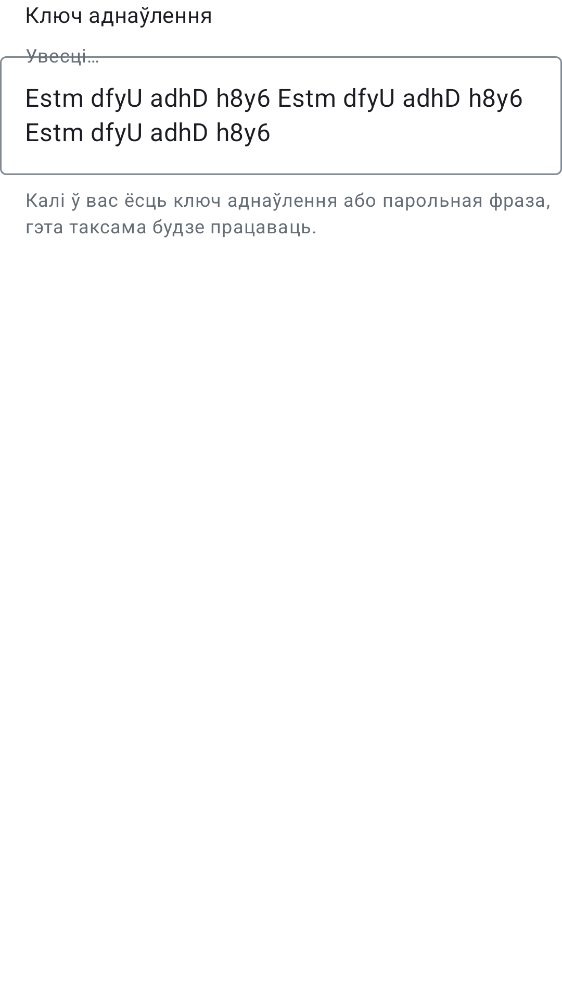 Ключ аднаўлення
Увесці…
Estm dfyU adhD h8y6 Estm dfyU adhD h8y6
Estm dfyU adhD h8y6
Калі ў вас ёсць ключ аднаўлення або парольная фраза,
гэта таксама будзе працаваць.